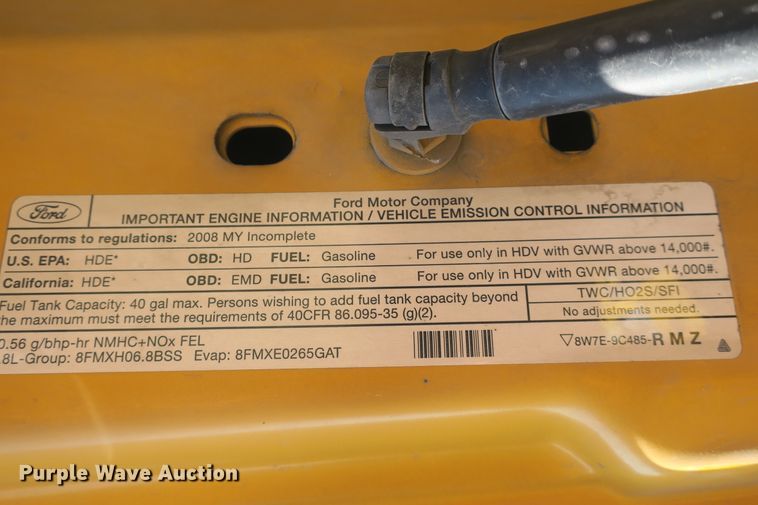 Ford
Ford Motor Company
IMPORTANT ENGINE INFORMATION / VEHICLE EMISSION CONTROL INFORMATION
Conforms to regulations: 2008 MY Incomplete
U.S. EPA: HDE* OBD: HD FUEL: Gasoline For use only in HDV with GVWR above 14,000#.
California: HDE* OBD: EMD FUEL: Gasoline For use only in HDV with GVWR above 14,000#.
Fuel Tank Capacity: 40 gal max. Persons wishing to add fuel tank capacity beyond
the maximum must meet the requirements of 40CFR 86.095-35 (g)(2).
TWC/HO2S/SFI
No adjustments needed.
0.56 g/bhp-hr NMHC+NOx FEL
.8L-Group: 8FMXH06.8BSS Evap: 8FMXE0265GAT
8W7E-9C485-RMZ
Purple Wave Auction